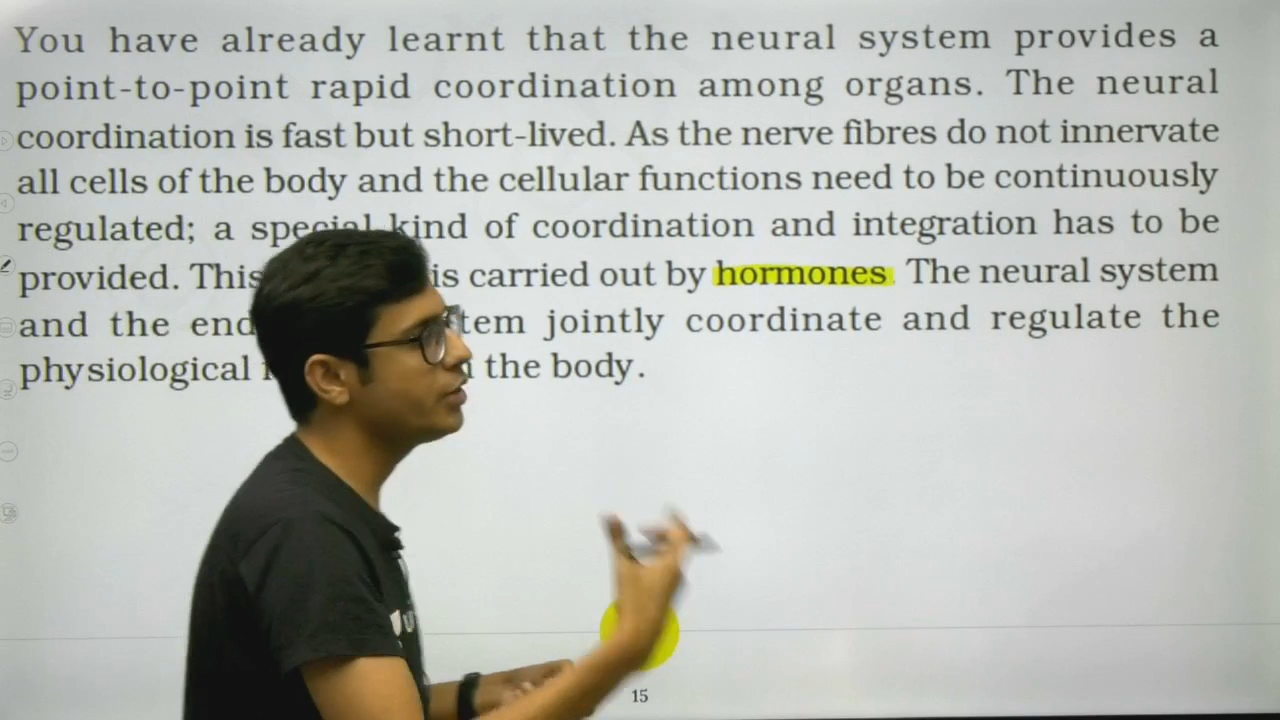 You have already learnt that the neural system provides a
point-to-point rapid coordination among organs. The neural
coordination is fast but short-lived. As the nerve fibres do not innervate
all cells of the body and the cellular functions need to be continuously
regulated; a special kind of coordination and integration has to be
provided. This is carried out by hormones. The neural system
and the jointly coordinate and regulate the
physiological the body.
15